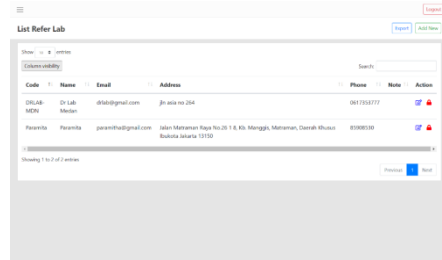 Logout
List Refer Lab
Import Add New
Show entries
Column visibility
Search:
Code Name Email Address Phone Note Action
ORLAB-MDN Dr Lab Medan drlab@gmail.com jln asia no 264 0617353777
Paramita Paramita paramitha@gmail.com Jalan Matraman Raya No.26 1 8, Kb. Manggis, Matraman, Daerah Khusus
Ibukota Jakarta 13150 85908530
Showing 1 to 2 of 2 entries
Previous 1 Next